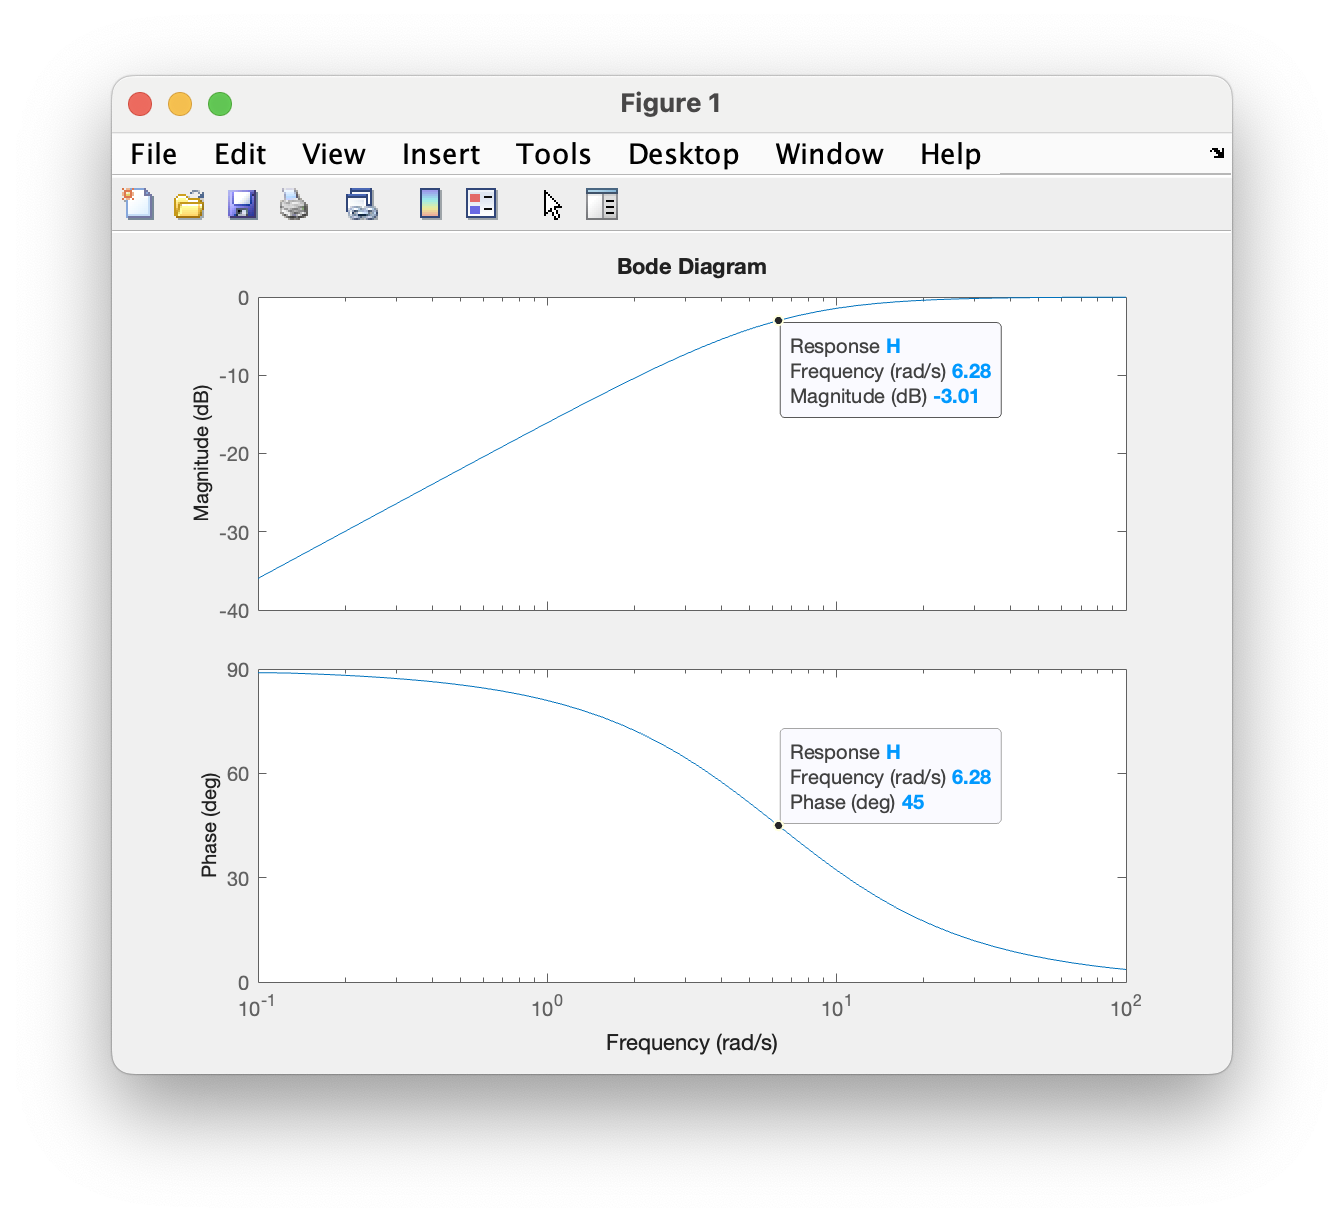 Figure 1
File Edit View Insert Tools Desktop Window Help
Bode Diagram
Magnitude (dB)
0
-10
-20
-30
-40
Response H
Frequency (rad/s) 6.28
Magnitude (dB) -3.01
Phase (deg)
90
60
30
0
Response H
Frequency (rad/s) 6.28
Phase (deg) 45
10^-1 10^0 10^1 10^2
Frequency (rad/s)